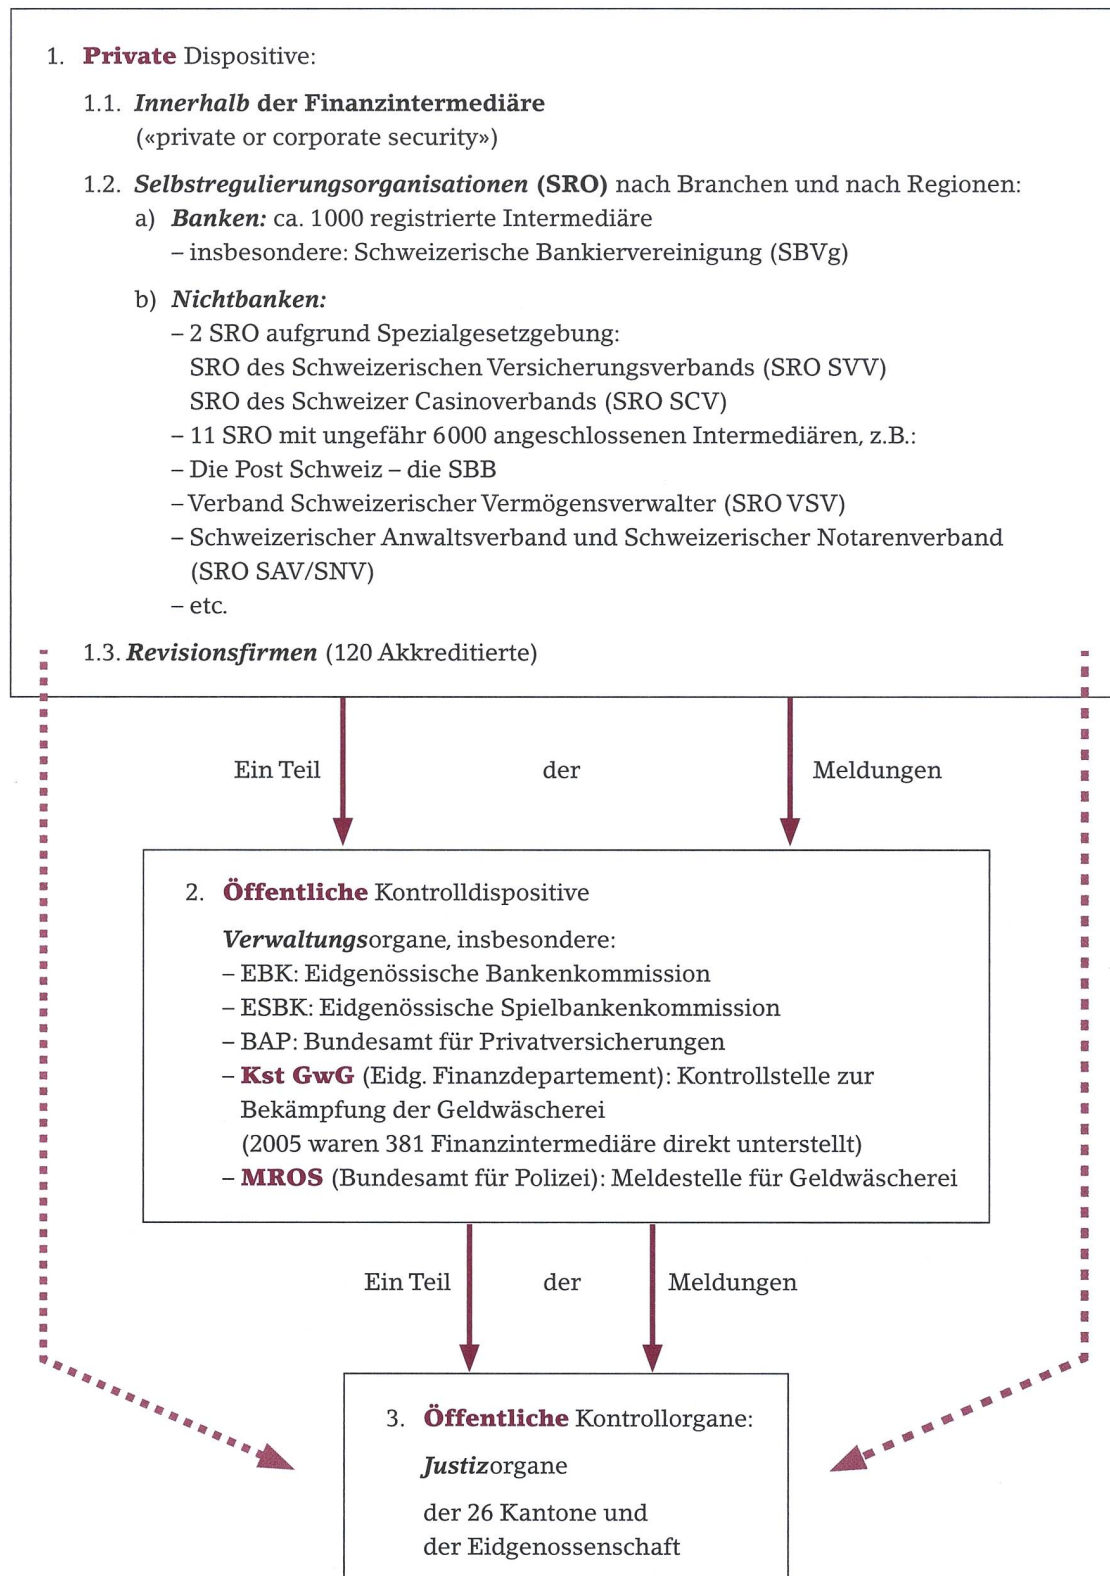 1. Private Dispositive:
1.1. Innerhalb der Finanzintermediäre
(«private or corporate security»)
1.2. Selbstregulierungsorganisationen (SRO) nach Branchen und nach Regionen:
a) Banken: ca. 1000 registrierte Intermediäre
– insbesondere: Schweizerische Bankiervereinigung (SBVg)
b) Nichtbanken:
– 2 SRO aufgrund Spezialgesetzgebung:
SRO des Schweizerischen Versicherungsverbands (SRO SVV)
SRO des Schweizer Casinoverbands (SRO SCV)
– 11 SRO mit ungefähr 6000 angeschlossenen Intermediären, z.B.:
– Die Post Schweiz – die SBB
– Verband Schweizerischer Vermögensverwalter (SRO VSV)
– Schweizerischer Anwaltsverband und Schweizerischer Notarenverband
(SRO SAV/SNV)
– etc.
1.3. Revisionsfirmen (120 Akkreditierte)
Ein Teil der Meldungen
2. Öffentliche Kontrolldispositive
Verwaltungsorgane, insbesondere:
– EBK: Eidgenössische Bankenkommission
– ESBK: Eidgenössische Spielbankenkommission
– BAP: Bundesamt für Privatversicherungen
– Kst GwG (Eidg. Finanzdepartement): Kontrollstelle zur
Bekämpfung der Geldwäscherei
(2005 waren 381 Finanzintermediäre direkt unterstellt)
– MROS (Bundesamt für Polizei): Meldestelle für Geldwäscherei
Ein Teil der Meldungen
3. Öffentliche Kontrollorgane:
Justizorgane
der 26 Kantone und
der Eidgenossenschaft